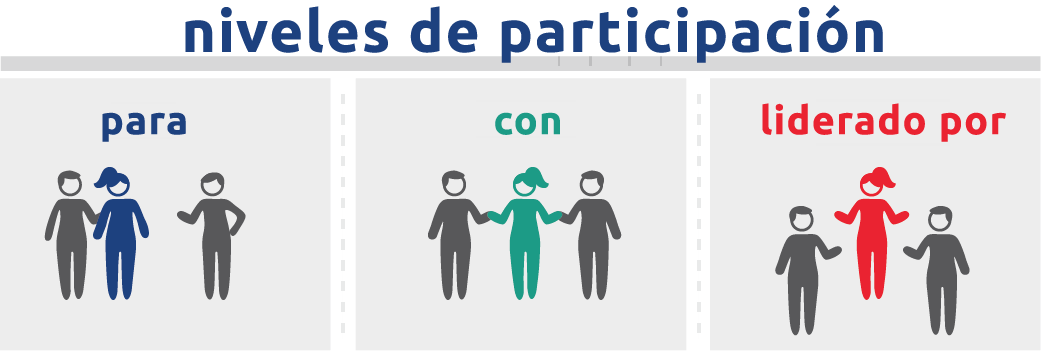 niveles de participación
para
con
liderado por